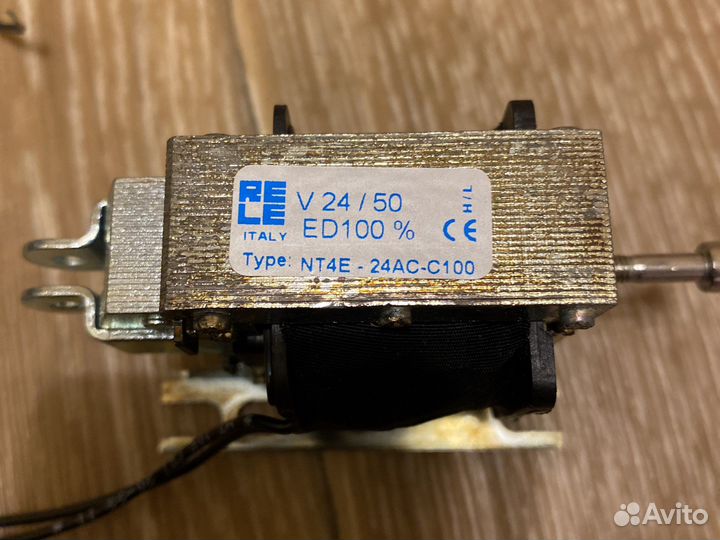 RE
LE
ITALY
V 24 / 50
ED100 %
CE
H / L
Type: NT4E - 24AC-C100
Avito